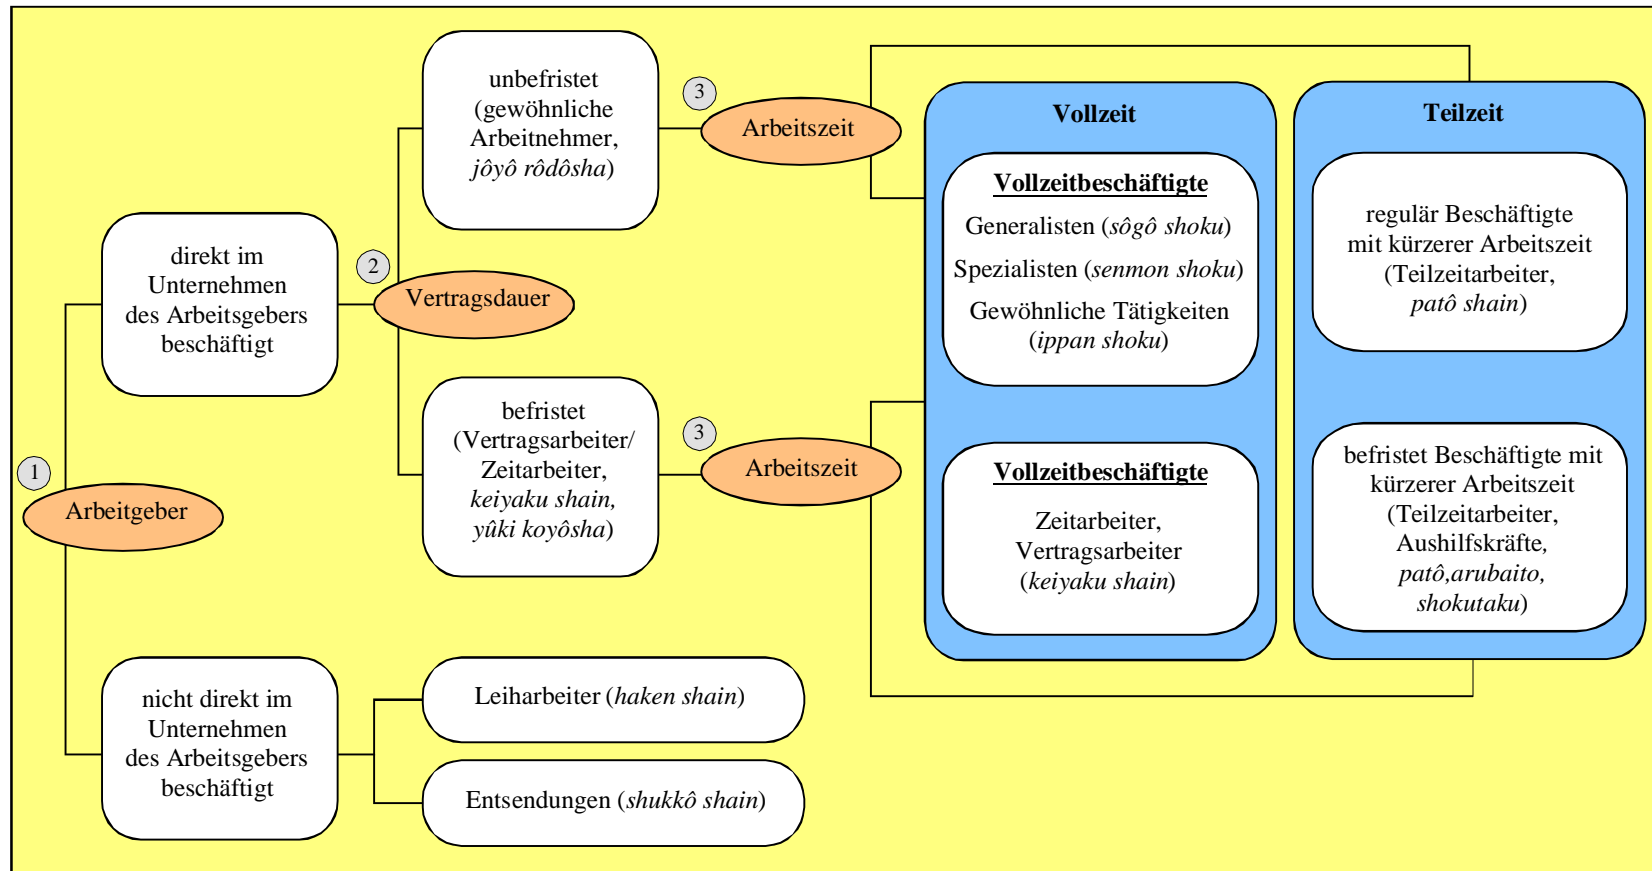 1
Arbeitgeber
direkt im
Unternehmen
des Arbeitsgebers
beschäftigt
2
Vertragsdauer
unbefristet
(gewöhnliche
Arbeitnehmer,
jôyô rôdôsha)
3
Arbeitszeit
befristet
(Vertragsarbeiter/
Zeitarbeiter,
keiyaku shain,
yûki koyôsha)
3
Arbeitszeit
Vollzeit
Vollzeitbeschäftigte
Generalisten (sôgô shoku)
Spezialisten (senmon shoku)
Gewöhnliche Tätigkeiten
(ippan shoku)
Vollzeitbeschäftigte
Zeitarbeiter,
Vertragsarbeiter
(keiyaku shain)
Teilzeit
regulär Beschäftigte
mit kürzerer Arbeitszeit
(Teilzeitarbeiter,
patô shain)
befristet Beschäftigte mit
kürzerer Arbeitszeit
(Teilzeitarbeiter,
Aushilfskräfte,
patô,arubaito,
shokutaku)
nicht direkt im
Unternehmen
des Arbeitsgebers
beschäftigt
Leiharbeiter (haken shain)
Entsendungen (shukkô shain)